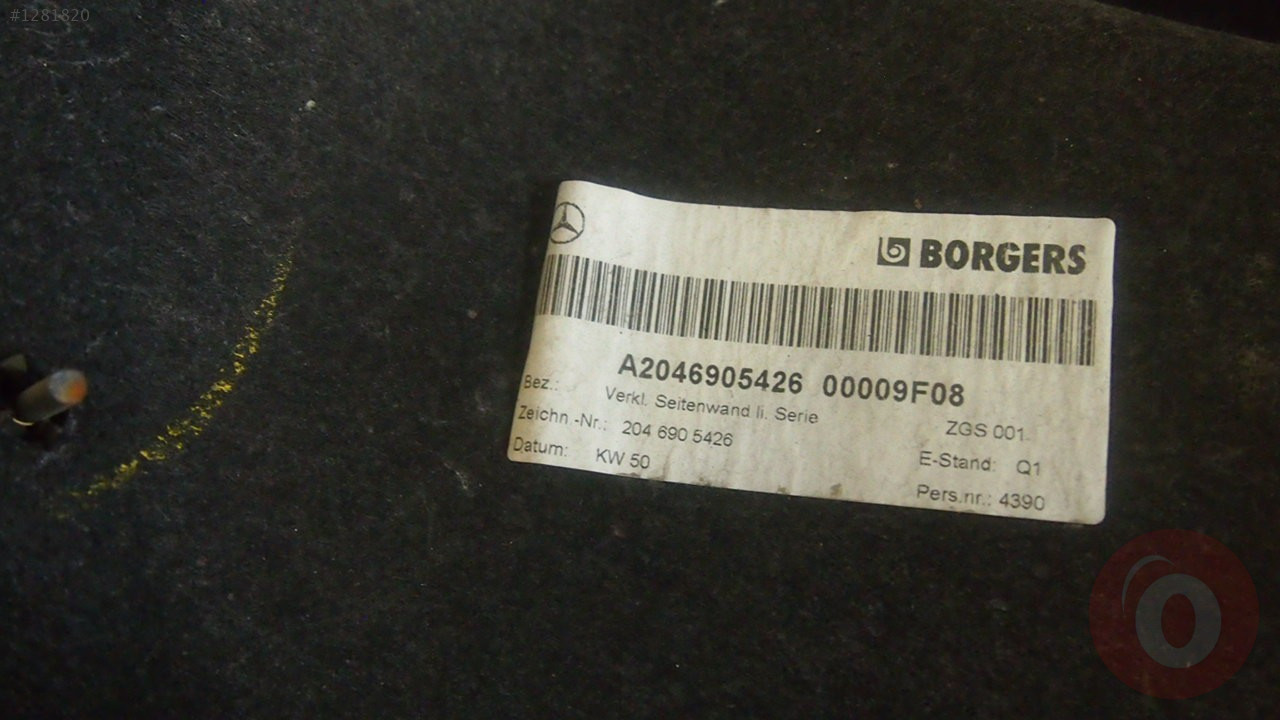 #1281820
BORGERS
A2046905426 00009F08
Bez.: Verkl. Seitenwand li. Serie
ZGS 001
Zeichn.-Nr.: 204 690 5426
E-Stand: Q1
Datum: KW 50
Pers.nr.: 4390
O